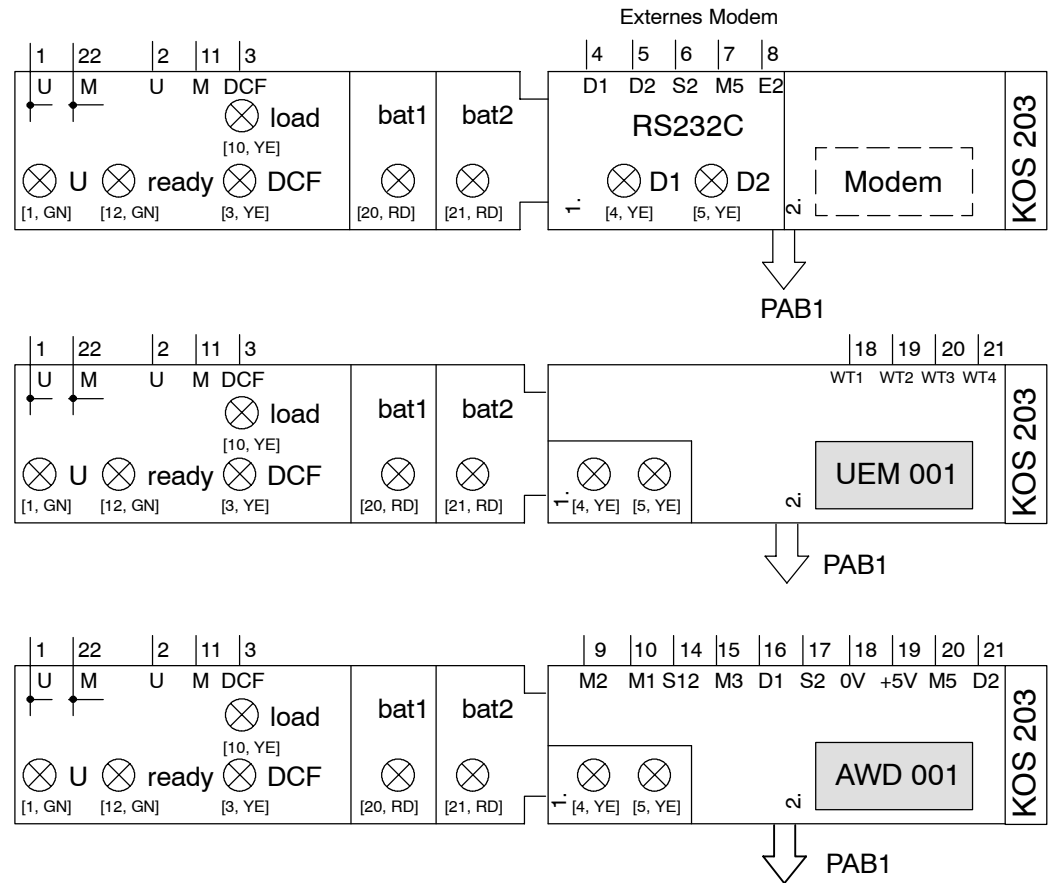 Externes Modem
1 22 2 11 3 4 5 6 7 8
U M U M DCF D1 D2 S2 M5 E2
load bat1 bat2 RS232C
[10, YE]
U ready DCF D1 D2 Modem
[1, GN] [12, GN] [3, YE] [20, RD] [21, RD] 1. [4, YE] [5, YE] 2.
KOS 203
PAB1
1 22 2 11 3 18 19 20 21
U M U M DCF WT1 WT2 WT3 WT4
load bat1 bat2
[10, YE]
U ready DCF UEM 001
[1, GN] [12, GN] [3, YE] [20, RD] [21, RD] 1. [4, YE] [5, YE] 2.
KOS 203
PAB1
1 22 2 11 3 9 10 14 15 16 17 18 19 20 21
U M U M DCF M2 M1 S12 M3 D1 S2 0V +5V M5 D2
load bat1 bat2
[10, YE]
U ready DCF AWD 001
[1, GN] [12, GN] [3, YE] [20, RD] [21, RD] 1. [4, YE] [5, YE] 2.
KOS 203
PAB1